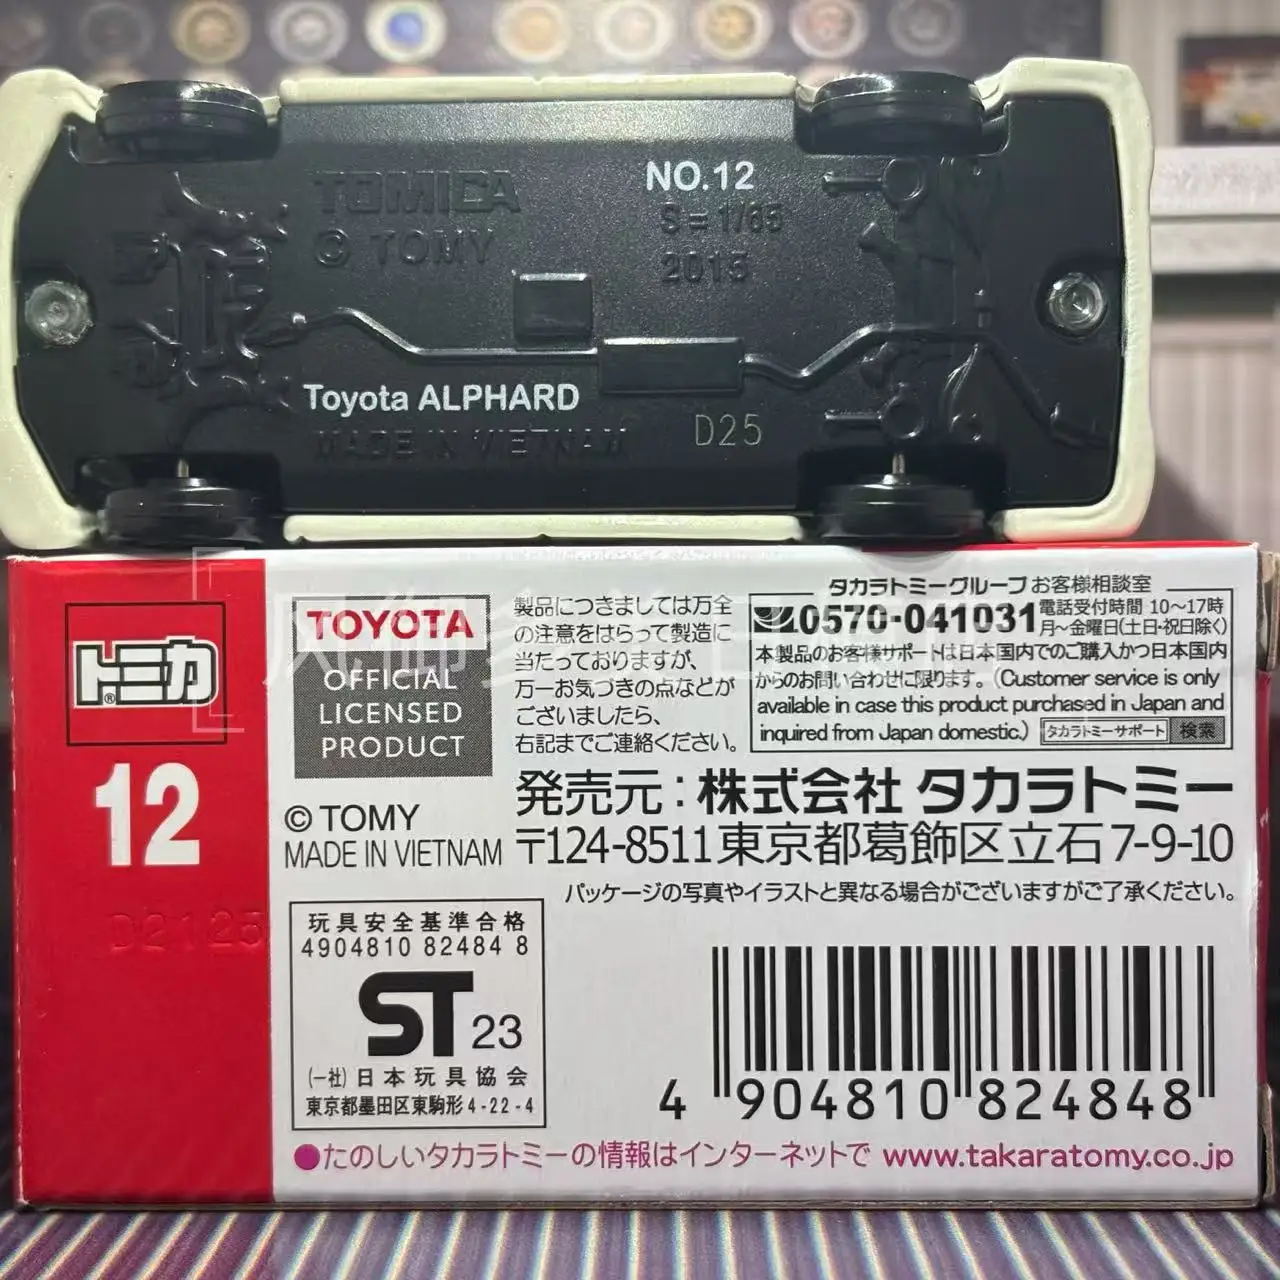 TOMICA
© TOMY
NO.12
S=1/65
2015
Toyota ALPHARD
MADE IN VIETNAM
D25
トミカ®
12
D2125
TOYOTA
OFFICIAL
LICENSED
PRODUCT
© TOMY
MADE IN VIETNAM
製品につきましては万全
の注意をはらって製造に
当たっておりますが、
万一お気づきの点などが
ございましたら、
右記までご連絡ください。
タカラトミーグループお客様相談室
0570-041031
電話受付時間 10～17時
月～金曜日(土日・祝日除く)
本製品のお客様サポートは日本国内でのご購入かつ日本国内
からのお問い合わせに限ります。(Customer service is only
available in case this product purchased in Japan and
inquired from Japan domestic.)
タカラトミーサポート 検索
発売元:株式会社タカラトミー
〒124-8511東京都葛飾区立石7-9-10
パッケージの写真やイラストと異なる場合がございますがご了承ください。
玩具安全基準合格
4904810 82484 8
ST 23
(一社)日本玩具協会
東京都墨田区東駒形4-22-4
4 904810 824848
●たのしいタカラトミーの情報はインターネットで www.takaratomy.co.jp